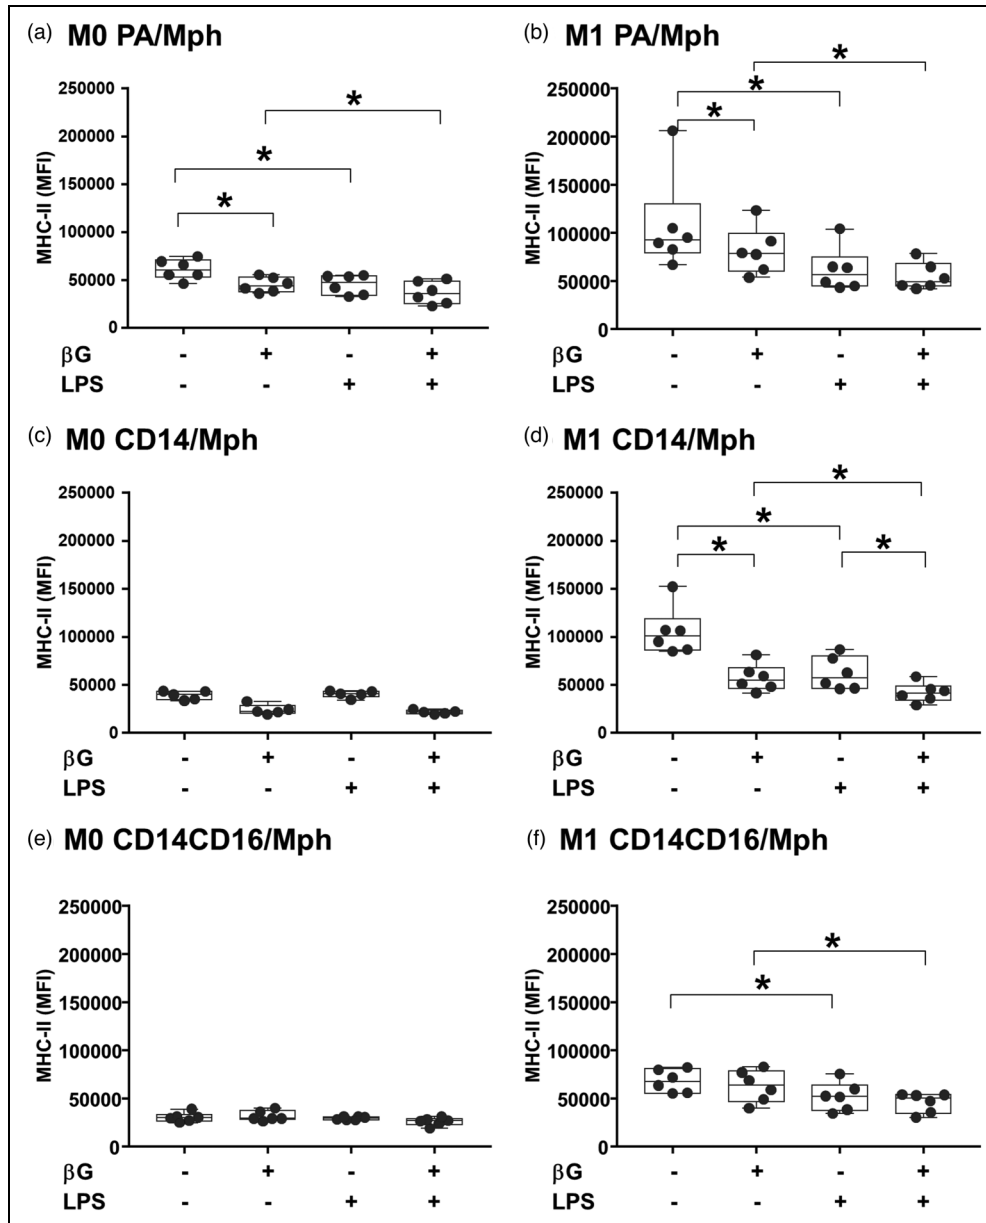 (a) M0 PA/Mph
MHC-II (MFI)
250000
200000
150000
100000
50000
0
*
*
*
βG - + - +
LPS - - + +
(b) M1 PA/Mph
MHC-II (MFI)
250000
200000
150000
100000
50000
0
*
*
*
βG - + - +
LPS - - + +
(c) M0 CD14/Mph
MHC-II (MFI)
250000
200000
150000
100000
50000
0
βG - + - +
LPS - - + +
(d) M1 CD14/Mph
MHC-II (MFI)
250000
200000
150000
100000
50000
0
*
*
*
*
βG - + - +
LPS - - + +
(e) M0 CD14CD16/Mph
MHC-II (MFI)
250000
200000
150000
100000
50000
0
βG - + - +
LPS - - + +
(f) M1 CD14CD16/Mph
MHC-II (MFI)
250000
200000
150000
100000
50000
0
*
*
βG - + - +
LPS - - + +